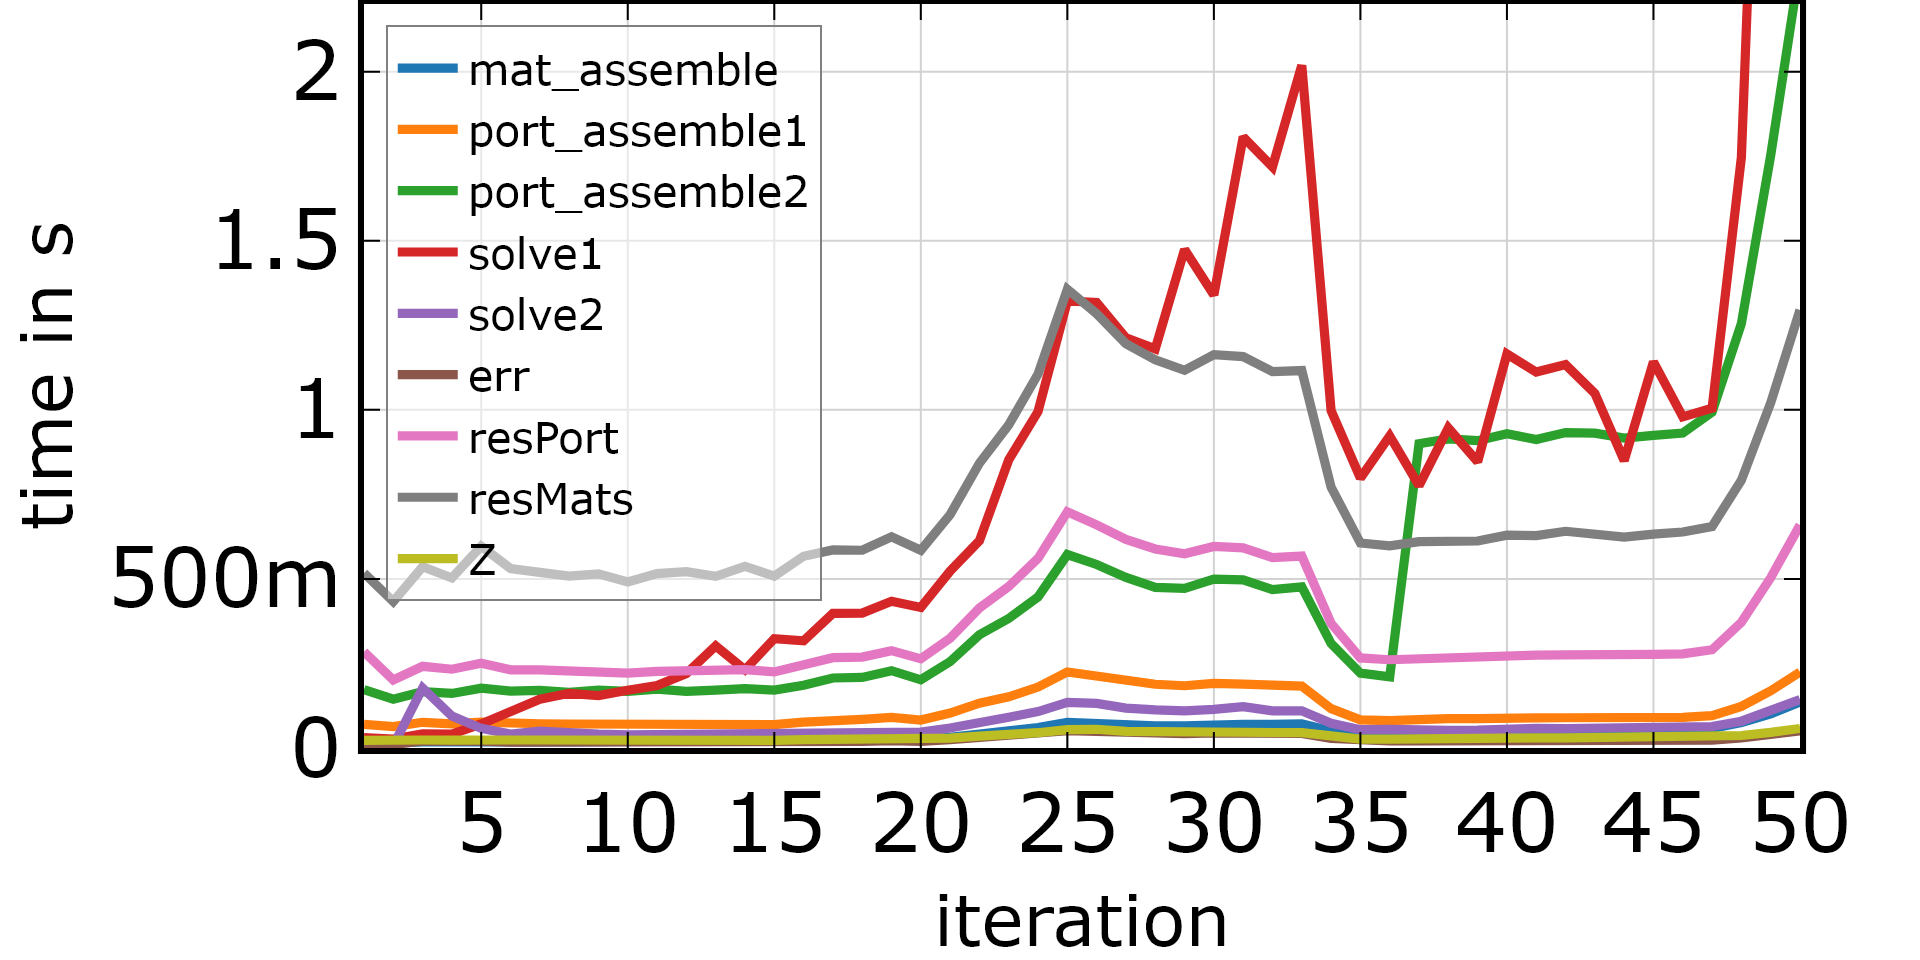 2
1.5
1
500m
0
time in s
mat_assemble
port_assemble1
port_assemble2
solve1
solve2
err
resPort
resMats
Z
5 10 15 20 25 30 35 40 45 50
iteration